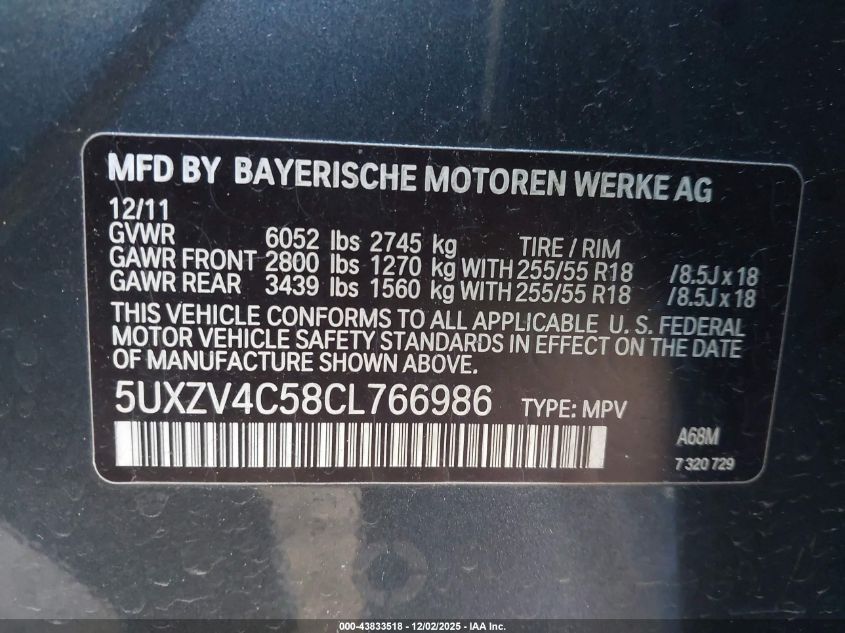 MFD BY BAYERISCHE MOTOREN WERKE AG
12/11
GVWR 6052 lbs 2745 kg TIRE / RIM
GAWR FRONT 2800 lbs 1270 kg WITH 255/55 R18 / 8.5J x 18
GAWR REAR 3439 lbs 1560 kg WITH 255/55 R18 / 8.5J x 18
THIS VEHICLE CONFORMS TO ALL APPLICABLE U. S. FEDERAL
MOTOR VEHICLE SAFETY STANDARDS IN EFFECT ON THE DATE
OF MANUFACTURE SHOWN ABOVE.
5UXZV4C58CL766986 TYPE: MPV
A68M
7 320 729
000-43833518 - 12/02/2025 - IAA Inc.